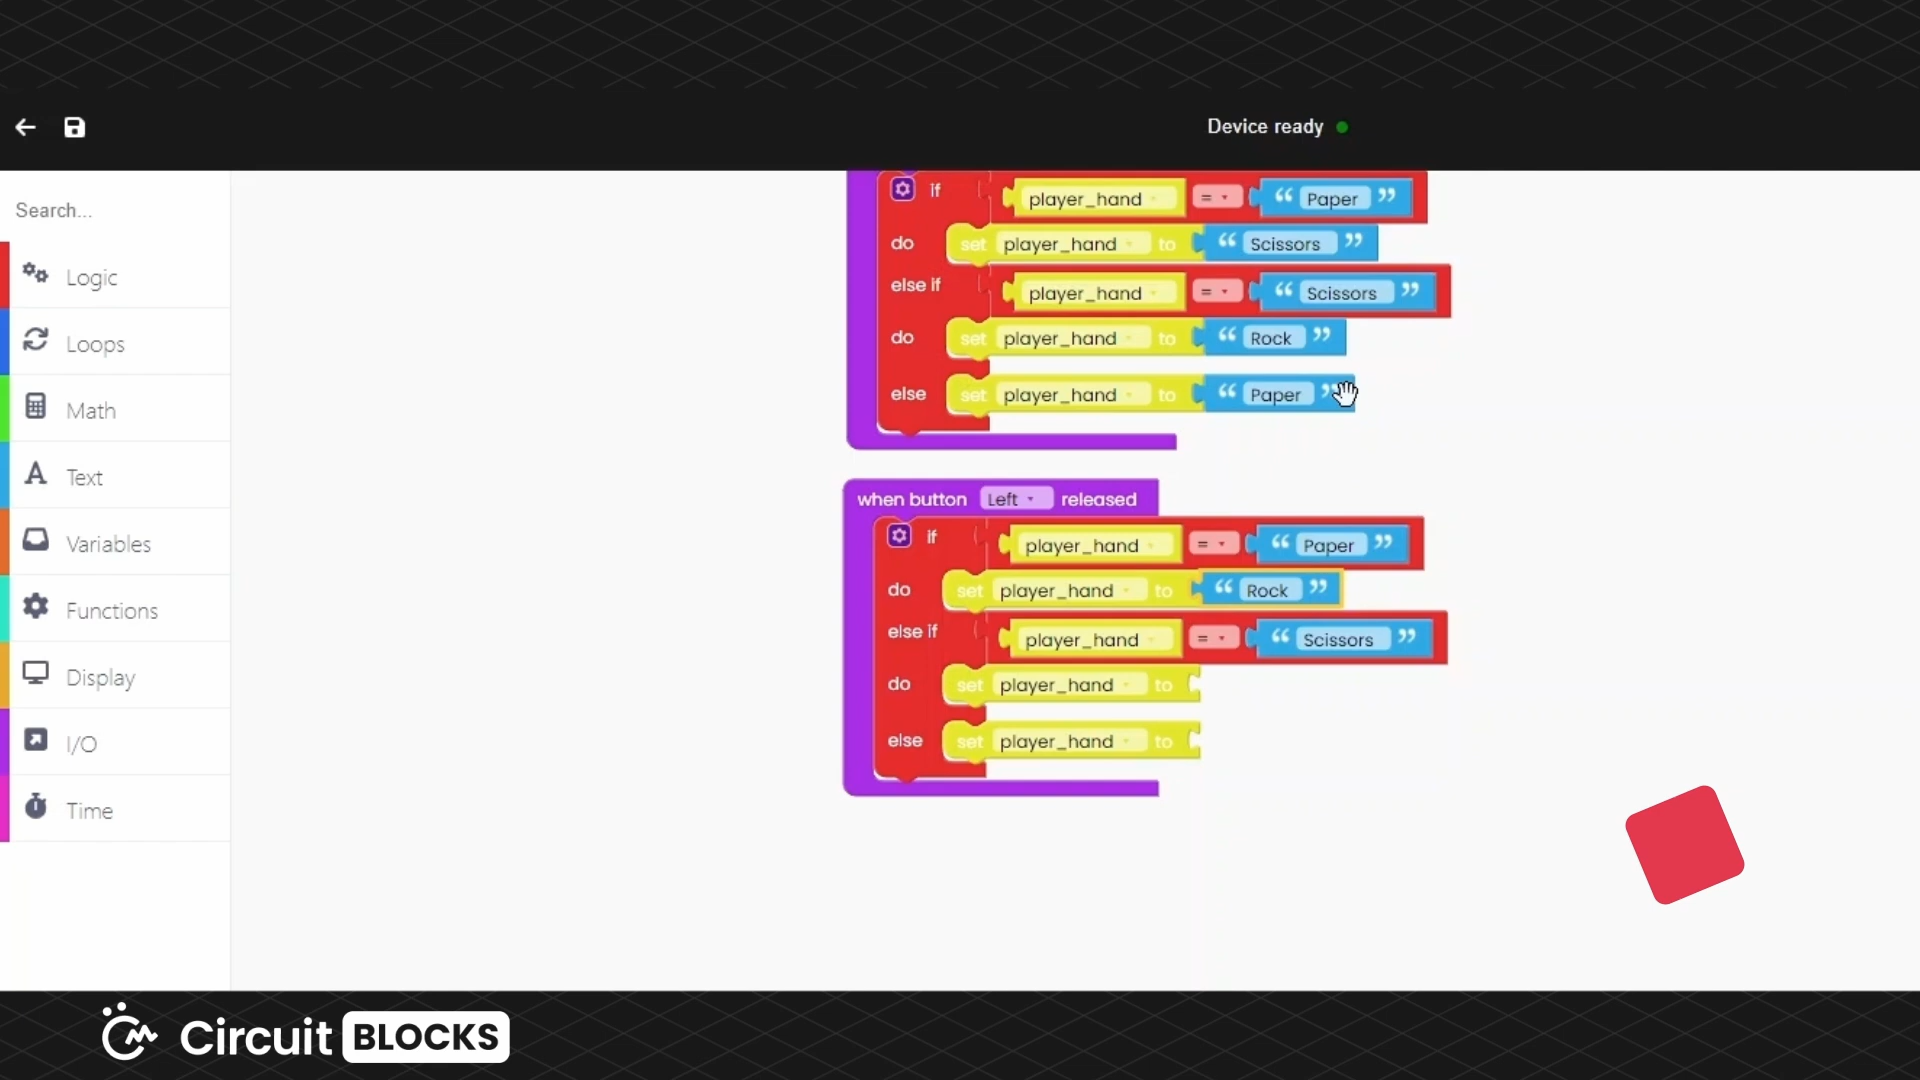 Device ready
Search...
Logic
Loops
Math
Text
Variables
Functions
Display
I/O
Time
if player_hand = “ Paper ”
do set player_hand to “ Scissors ”
else if player_hand = “ Scissors ”
do set player_hand to “ Rock ”
else set player_hand to “ Paper ”
when button Left released
if player_hand = “ Paper ”
do set player_hand to “ Rock ”
else if player_hand = “ Scissors ”
do set player_hand to
else set player_hand to
Circuit BLOCKS